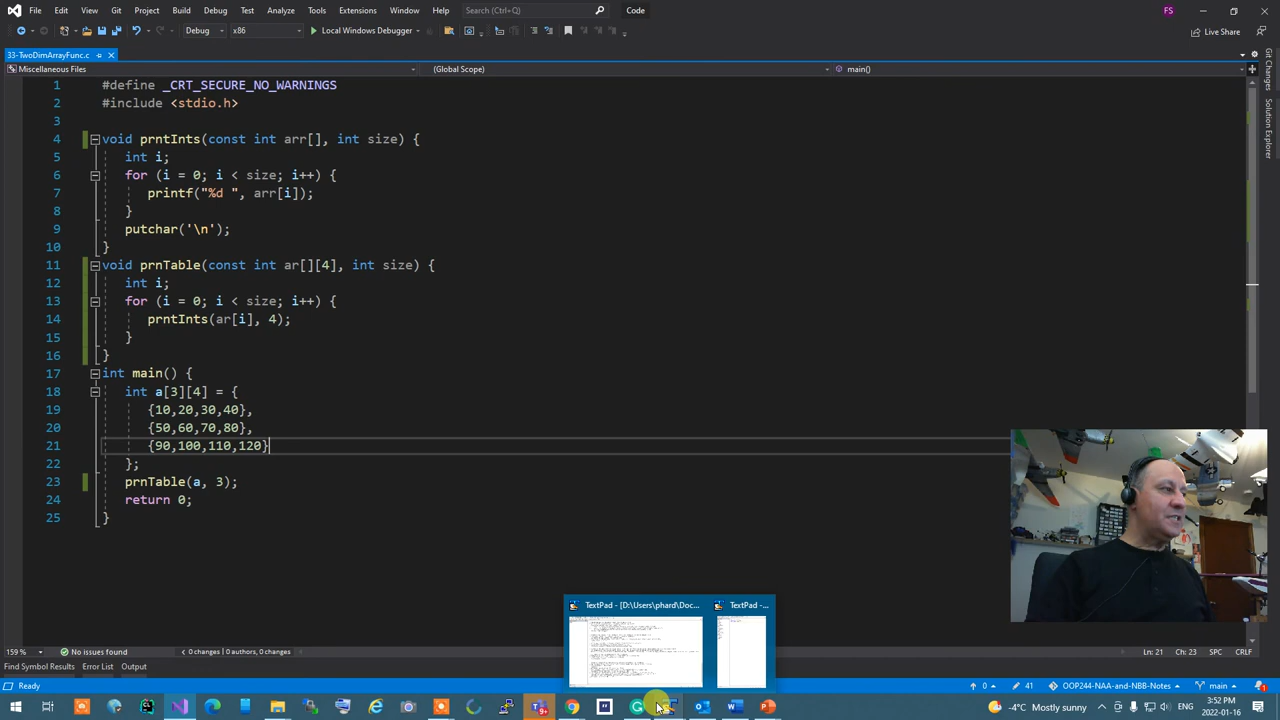 File Edit View Git Project Build Debug Test Analyze Tools Extensions Window Help Search (Ctrl+Q) Code FS
Debug x86 Local Windows Debugger Live Share
33-TwoDimArrayFunc.c
Miscellaneous Files (Global Scope) main()
1 #define _CRT_SECURE_NO_WARNINGS
2 #include <stdio.h>
3
4 void prntInts(const int arr[], int size) {
5 int i;
6 for (i = 0; i < size; i++) {
7 printf("%d ", arr[i]);
8 }
9 putchar('\n');
10 }
11 void prnTable(const int ar[][4], int size) {
12 int i;
13 for (i = 0; i < size; i++) {
14 prntInts(ar[i], 4);
15 }
16 }
17 int main() {
18 int a[3][4] = {
19 {10,20,30,40},
20 {50,60,70,80},
21 {90,100,110,120}
22 };
23 prnTable(a, 3);
24 return 0;
25 }
Git Changes
Solution Explorer
TextPad - [D:\Users\phard\Doc... TextPad -...
159 % No issues found 0 changes | 0 authors, 0 changes Ln: 21 Ch: 23 SPC CRLF
Find Symbol Results Error List Output
Ready 0 41 OOP244-NAA-and-NBB-Notes main 1
-4°C Mostly sunny 3:52 PM 2022-01-16